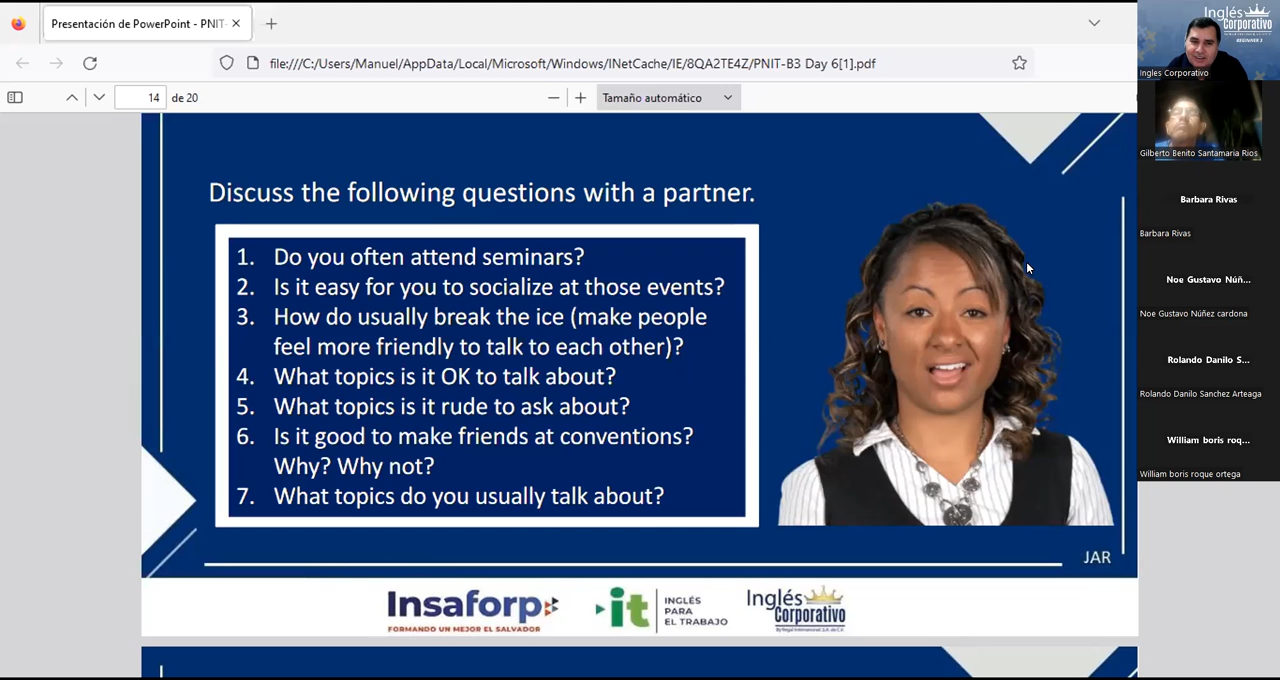 Presentación de PowerPoint - PNIT-
file:///C:/Users/Manuel/AppData/Local/Microsoft/Windows/INetCache/IE/8QA2TE4Z/PNIT-B3 Day 6[1].pdf
14 de 20
Tamaño automático
Discuss the following questions with a partner.
1. Do you often attend seminars?
2. Is it easy for you to socialize at those events?
3. How do usually break the ice (make people
feel more friendly to talk to each other)?
4. What topics is it OK to talk about?
5. What topics is it rude to ask about?
6. Is it good to make friends at conventions?
Why? Why not?
7. What topics do you usually talk about?
JAR
Insaforp
FORMANDO UN MEJOR EL SALVADOR
it
INGLÉS
PARA
EL TRABAJO
Inglés
Corporativo
Inglés
Corporativo
BEGINNER 3
Ingles Corporativo
Gilberto Benito Santamaria Rios
Barbara Rivas
Barbara Rivas
Noe Gustavo Núñ...
Noe Gustavo Núñez cardona
Rolando Danilo S...
Rolando Danilo Sanchez Arteaga
William boris roq...
William boris roque ortega